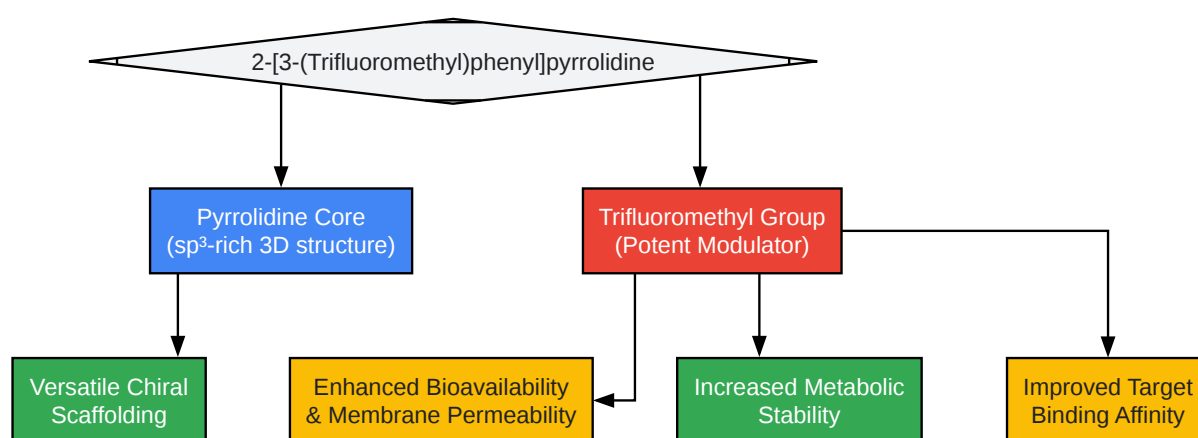 2-[3-(Trifluoromethyl)phenyl]pyrrolidine
Pyrrolidine Core
(sp³-rich 3D structure)
Trifluoromethyl Group
(Potent Modulator)
Versatile Chiral
Scaffolding
Enhanced Bioavailability
& Membrane Permeability
Increased Metabolic
Stability
Improved Target
Binding Affinity